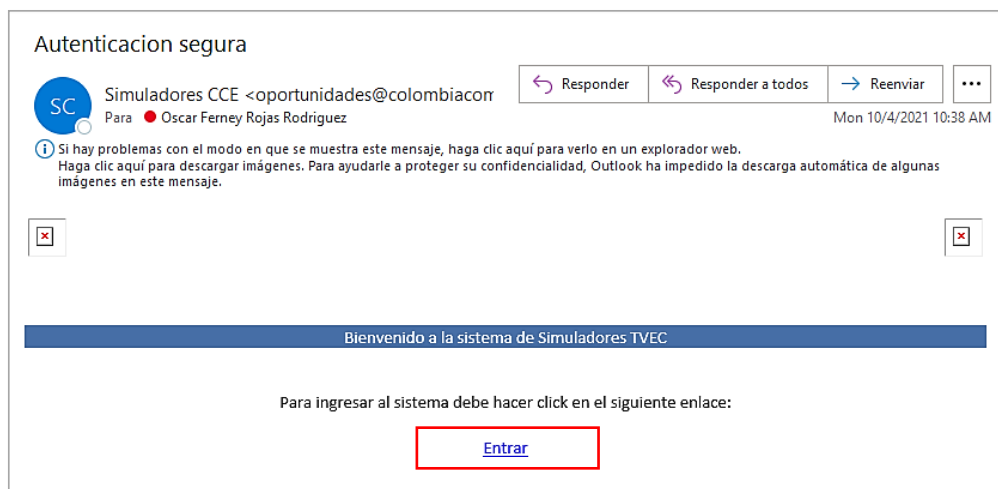 Autenticacion segura
SC
Simuladores CCE <oportunidades@colombiacom
Responder
Responder a todos
Reenviar
Para Oscar Ferney Rojas Rodriguez
Mon 10/4/2021 10:38 AM
Si hay problemas con el modo en que se muestra este mensaje, haga clic aquí para verlo en un explorador web.
Haga clic aquí para descargar imágenes. Para ayudarle a proteger su confidencialidad, Outlook ha impedido la descarga automática de algunas
imágenes en este mensaje.
Bienvenido a la sistema de Simuladores TVEC
Para ingresar al sistema debe hacer click en el siguiente enlace:
Entrar